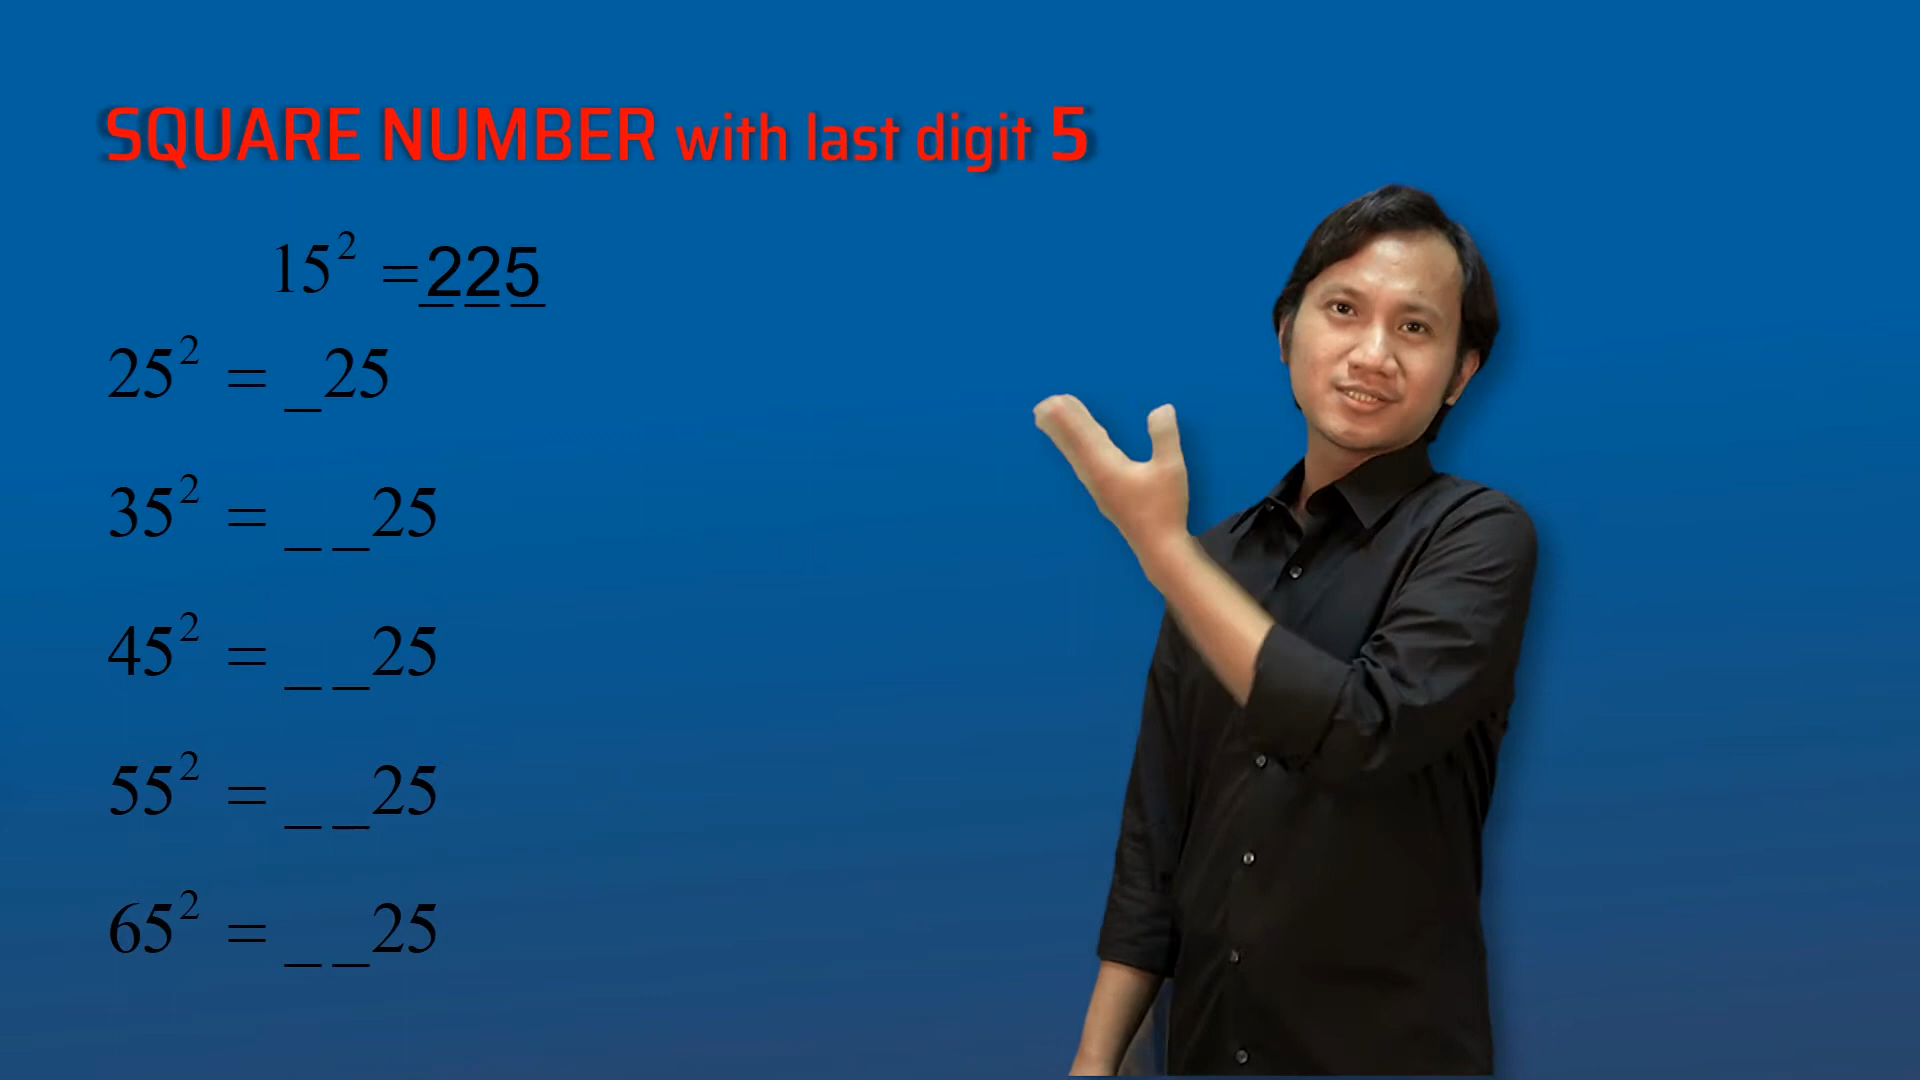 SQUARE NUMBER with last digit 5
15² = 225
25² = _25
35² = _ _25
45² = _ _25
55² = _ _25
65² = _ _25